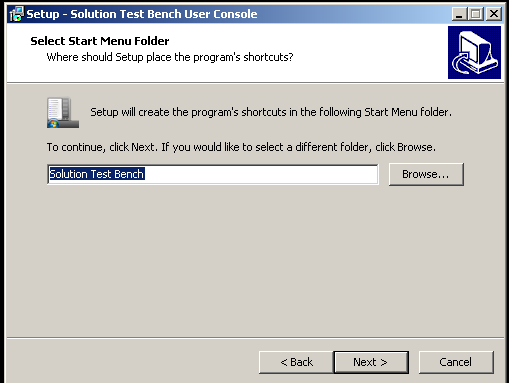 Setup - Solution Test Bench User Console
Select Start Menu Folder
Where should Setup place the program's shortcuts?
Setup will create the program's shortcuts in the following Start Menu folder.
To continue, click Next. If you would like to select a different folder, click Browse.
Solution Test Bench
Browse...
< Back
Next >
Cancel